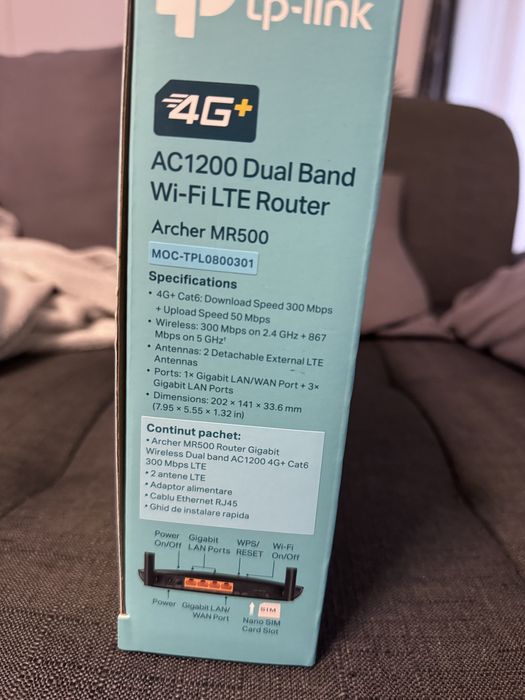 tp-link
4G+
AC1200 Dual Band
Wi-Fi LTE Router
Archer MR500
MOC-TPL0800301
Specifications
• 4G+ Cat6: Download Speed 300 Mbps
+ Upload Speed 50 Mbps
• Wireless: 300 Mbps on 2.4 GHz + 867
Mbps on 5 GHz†
• Antennas: 2 Detachable External LTE
Antennas
• Ports: 1× Gigabit LAN/WAN Port + 3×
Gigabit LAN Ports
• Dimensions: 202 × 141 × 33.6 mm
(7.95 × 5.55 × 1.32 in)
Continut pachet:
• Archer MR500 Router Gigabit
Wireless Dual band AC1200 4G+ Cat6
300 Mbps LTE
• 2 antene LTE
• Adaptor alimentare
• Cablu Ethernet RJ45
• Ghid de instalare rapida
Power
On/Off
Gigabit
LAN Ports
WPS/
RESET
Wi-Fi
On/Off
Power
Gigabit LAN/
WAN Port
SIM
Nano SIM
Card Slot